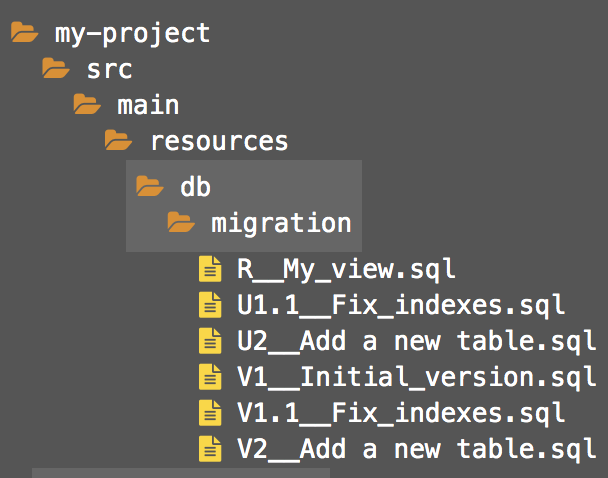 my-project
src
main
resources
db
migration
R__My_view.sql
U1.1__Fix_indexes.sql
U2__Add a new table.sql
V1__Initial_version.sql
V1.1__Fix_indexes.sql
V2__Add a new table.sql